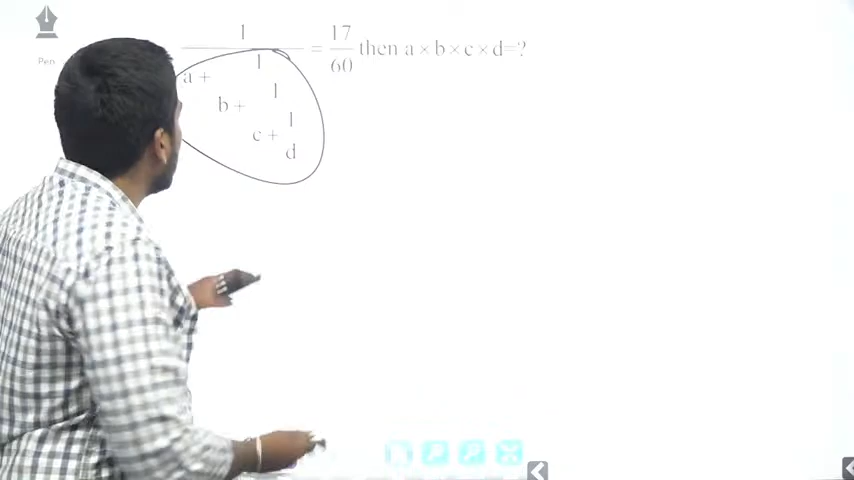 1
17
= then a × b × c × d=?
60
1
a +
1
b +
1
c +
d
Pen